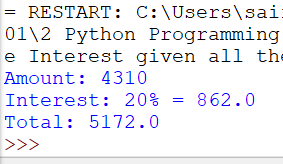 = RESTART: C:\Users\sai
01\2 Python Programming
e Interest given all the
Amount: 4310
Interest: 20% = 862.0
Total: 5172.0
>>>